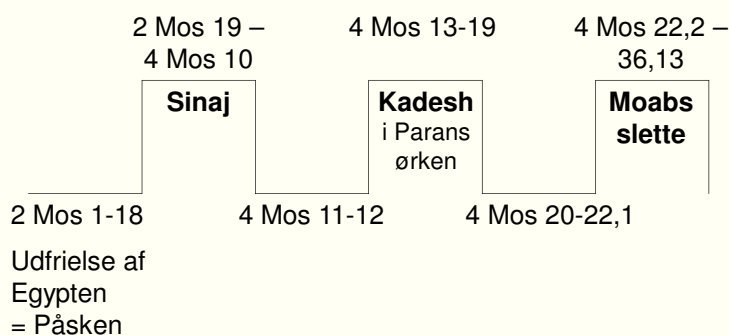 2 Mos 19 –
4 Mos 10
4 Mos 13-19
4 Mos 22,2 –
36,13
Sinaj
Kadesh
i Parans
ørken
Moabs
slette
2 Mos 1-18
4 Mos 11-12
4 Mos 20-22,1
Udfrielse af
Egypten
= Påsken